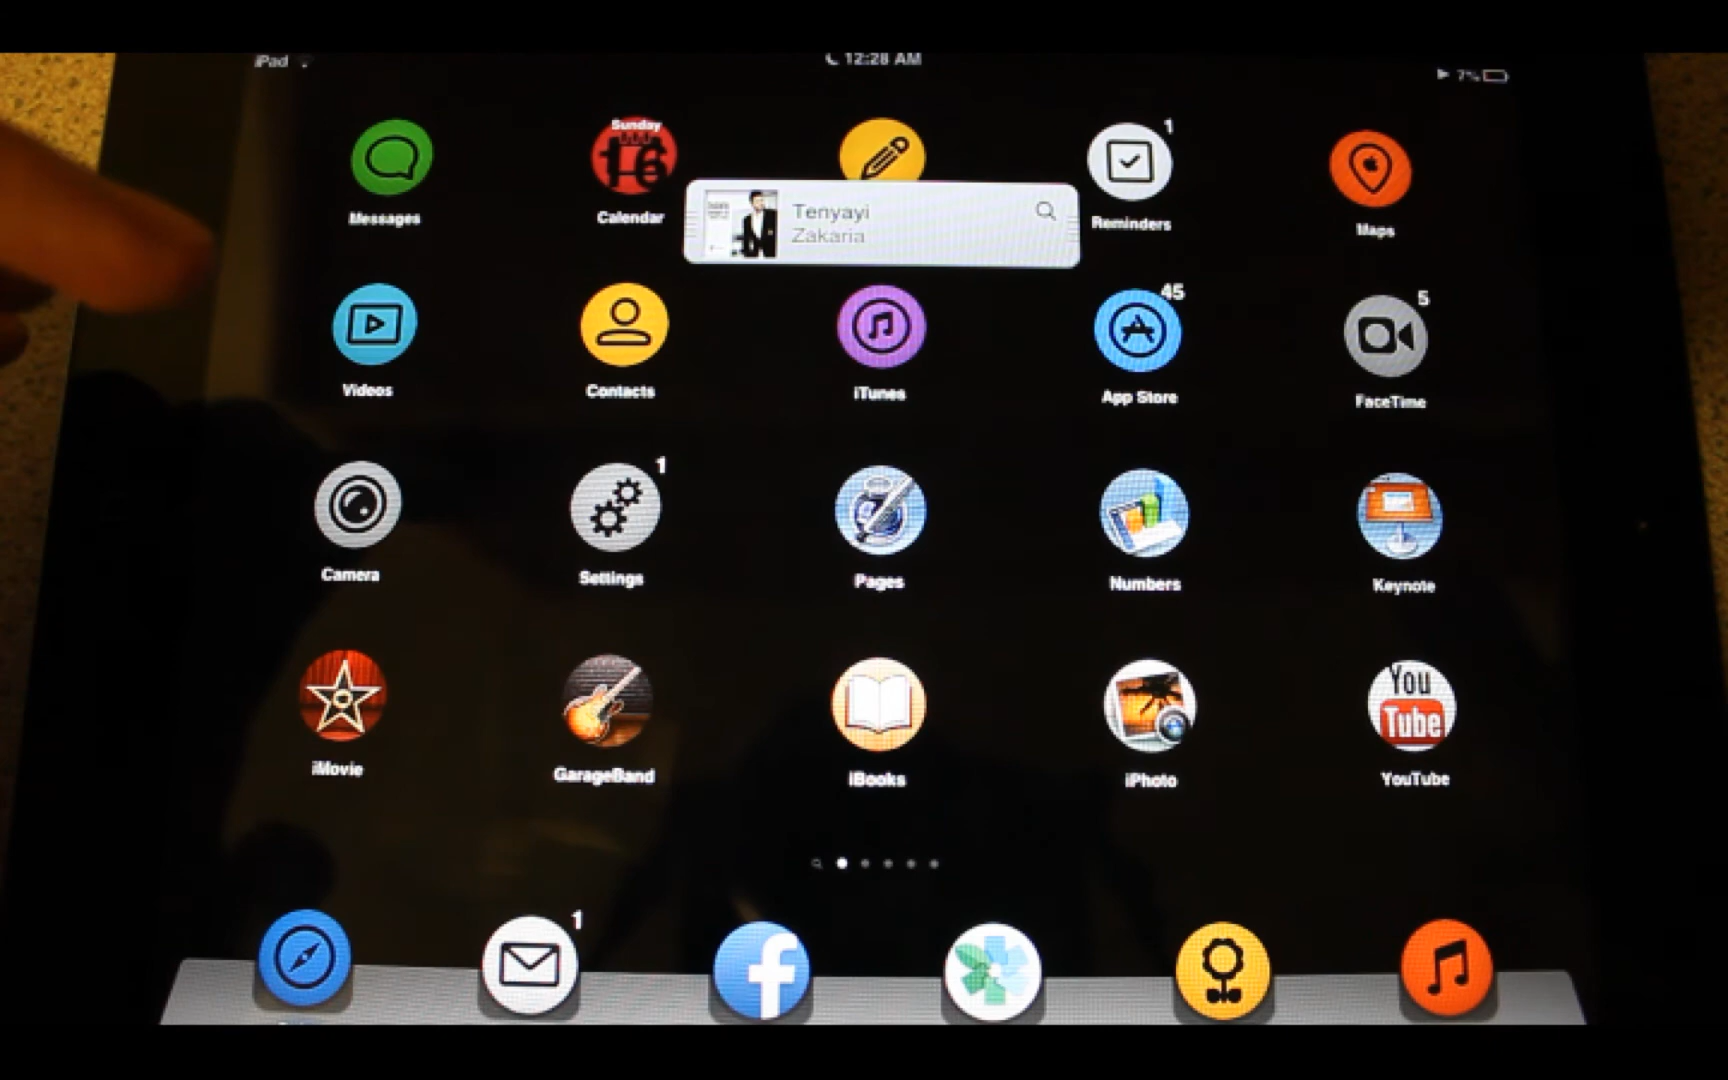 iPad
12:28 AM
7%
Sunday
16
1
Messages
Calendar
Reminders
Maps
Tenyayi
Zakaria
45
5
Videos
Contacts
iTunes
App Store
FaceTime
1
Camera
Settings
Pages
Numbers
Keynote
You
Tube
iMovie
GarageBand
iBooks
iPhoto
YouTube
1
f